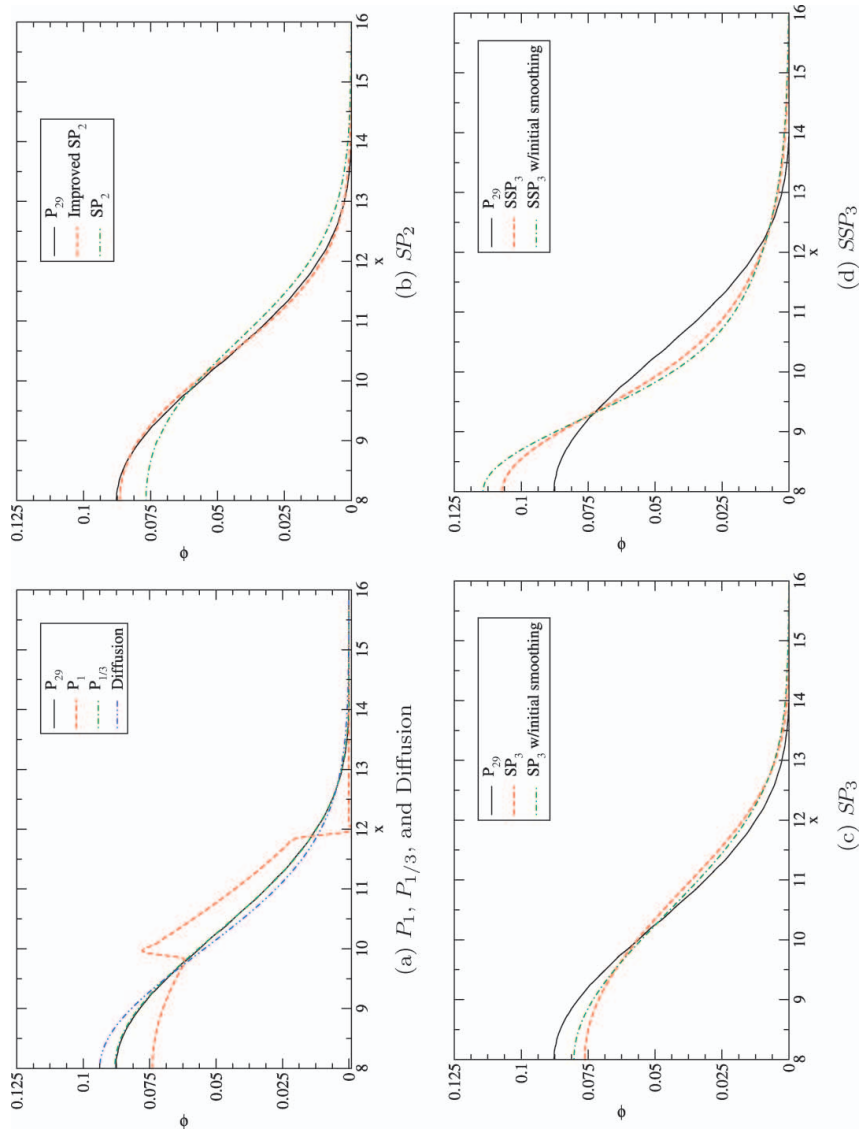 0.125
0.1
0.075
0.05
0.025
0
ϕ
P29
P1
P1/3
Diffusion
8 9 10 11 12 13 14 15 16
x
(a) P1, P1/3, and Diffusion
0.125
0.1
0.075
0.05
0.025
0
ϕ
P29
Improved SP2
SP2
8 9 10 11 12 13 14 15 16
x
(b) SP2
0.125
0.1
0.075
0.05
0.025
0
ϕ
P29
SP3
SP3 w/initial smoothing
8 9 10 11 12 13 14 15 16
x
(c) SP3
0.125
0.1
0.075
0.05
0.025
0
ϕ
P29
SSP3
SSP3 w/initial smoothing
8 9 10 11 12 13 14 15 16
x
(d) SSP3